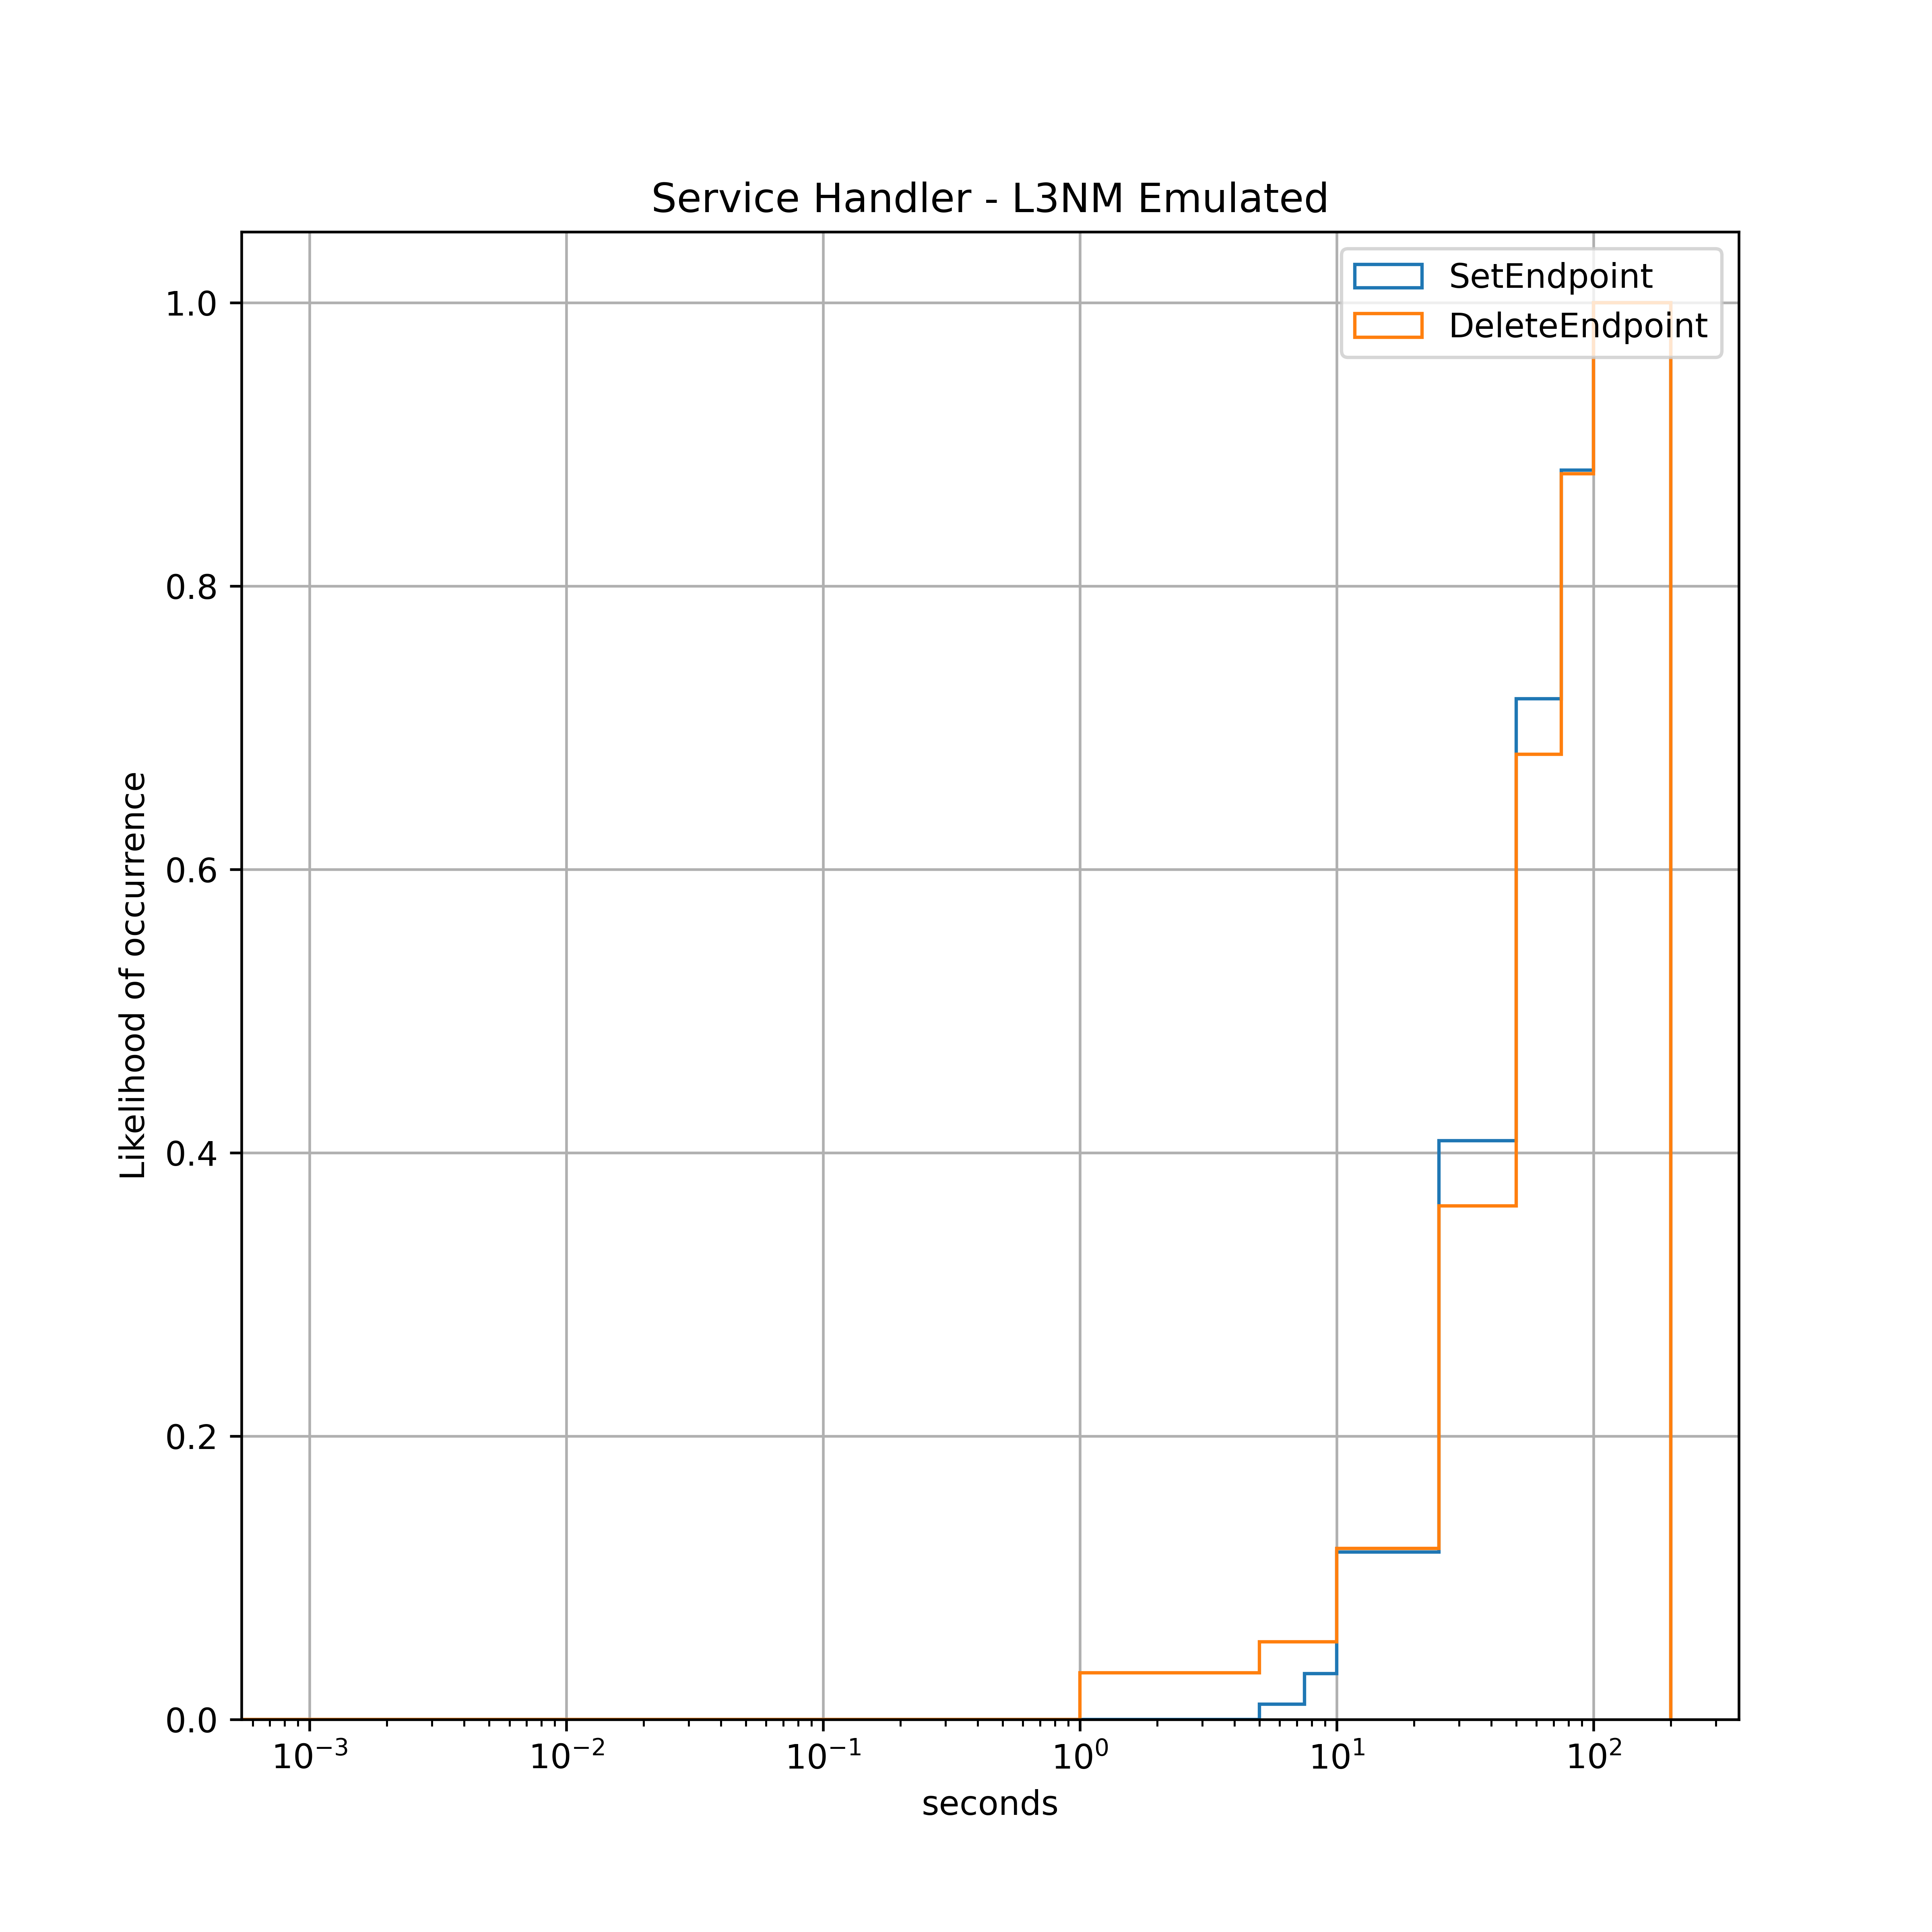 Service Handler - L3NM Emulated
SetEndpoint
DeleteEndpoint
Likelihood of occurrence
1.0
0.8
0.6
0.4
0.2
0.0
10⁻³ 10⁻² 10⁻¹ 10⁰ 10¹ 10²
seconds